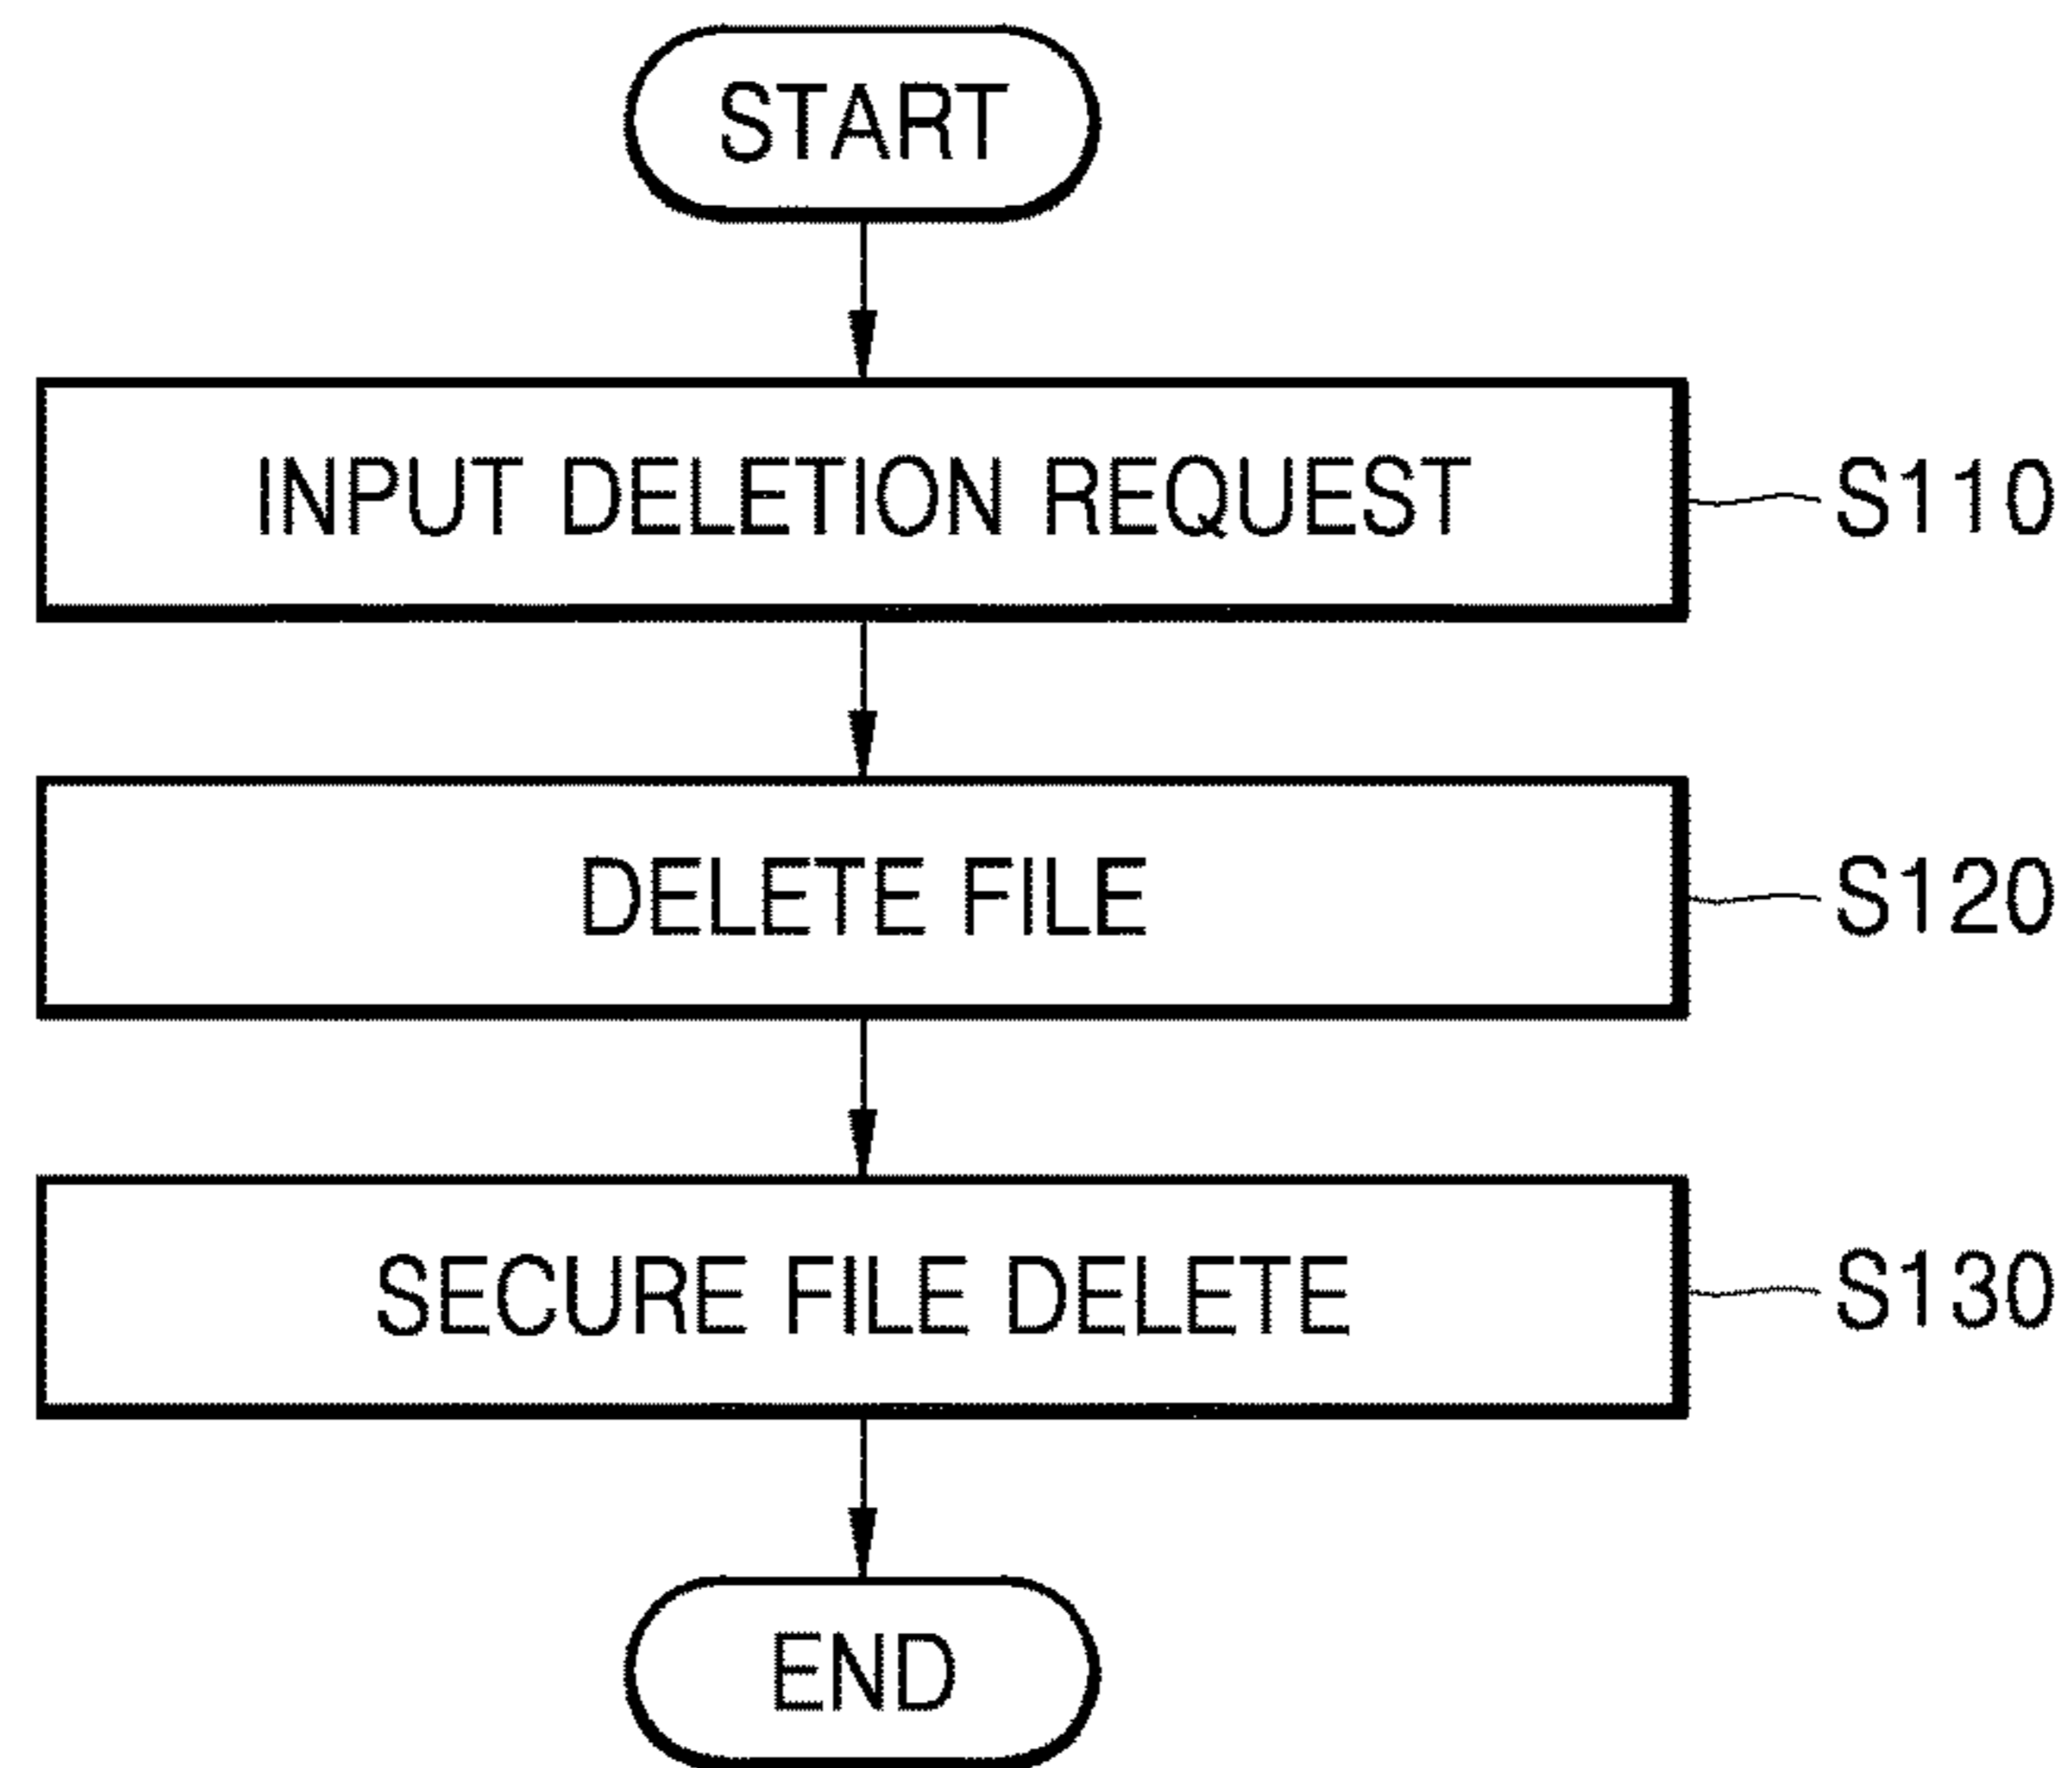 START
INPUT DELETION REQUEST
S110
DELETE FILE
S120
SECURE FILE DELETE
S130
END